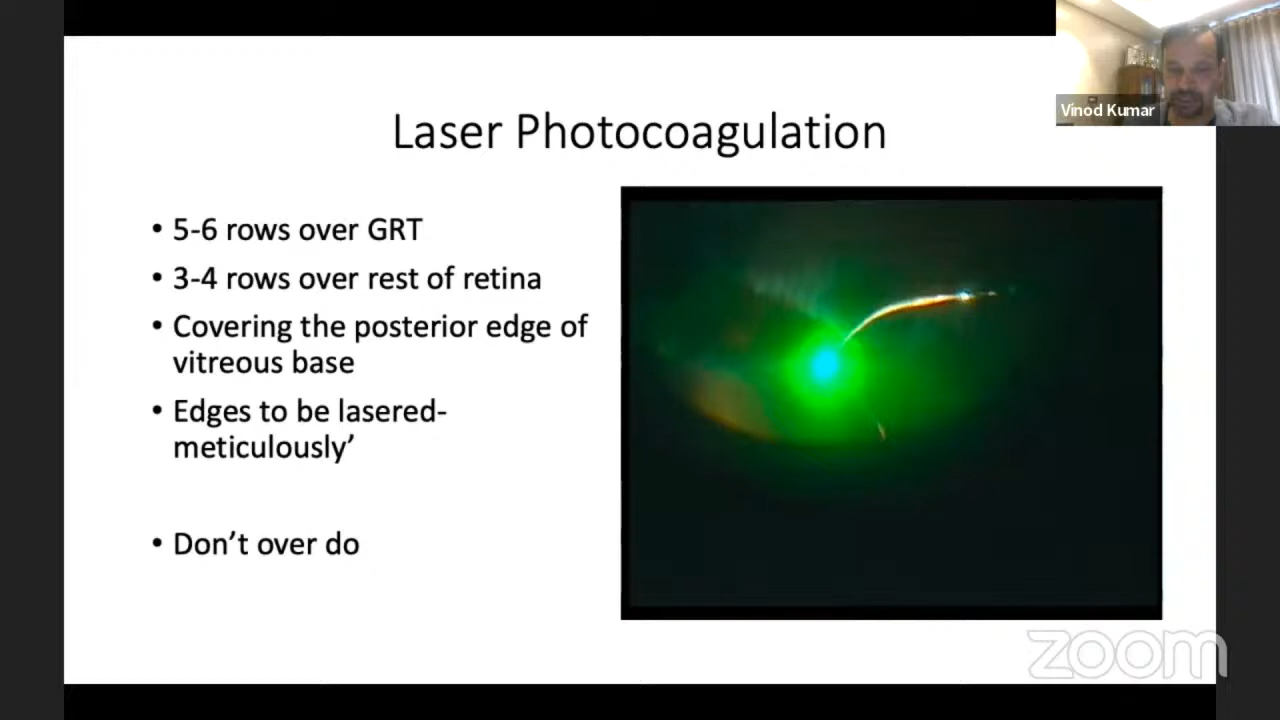 Vinod Kumar
Laser Photocoagulation
• 5-6 rows over GRT
• 3-4 rows over rest of retina
• Covering the posterior edge of
vitreous base
• Edges to be lasered-
meticulously’
• Don’t over do
zoom